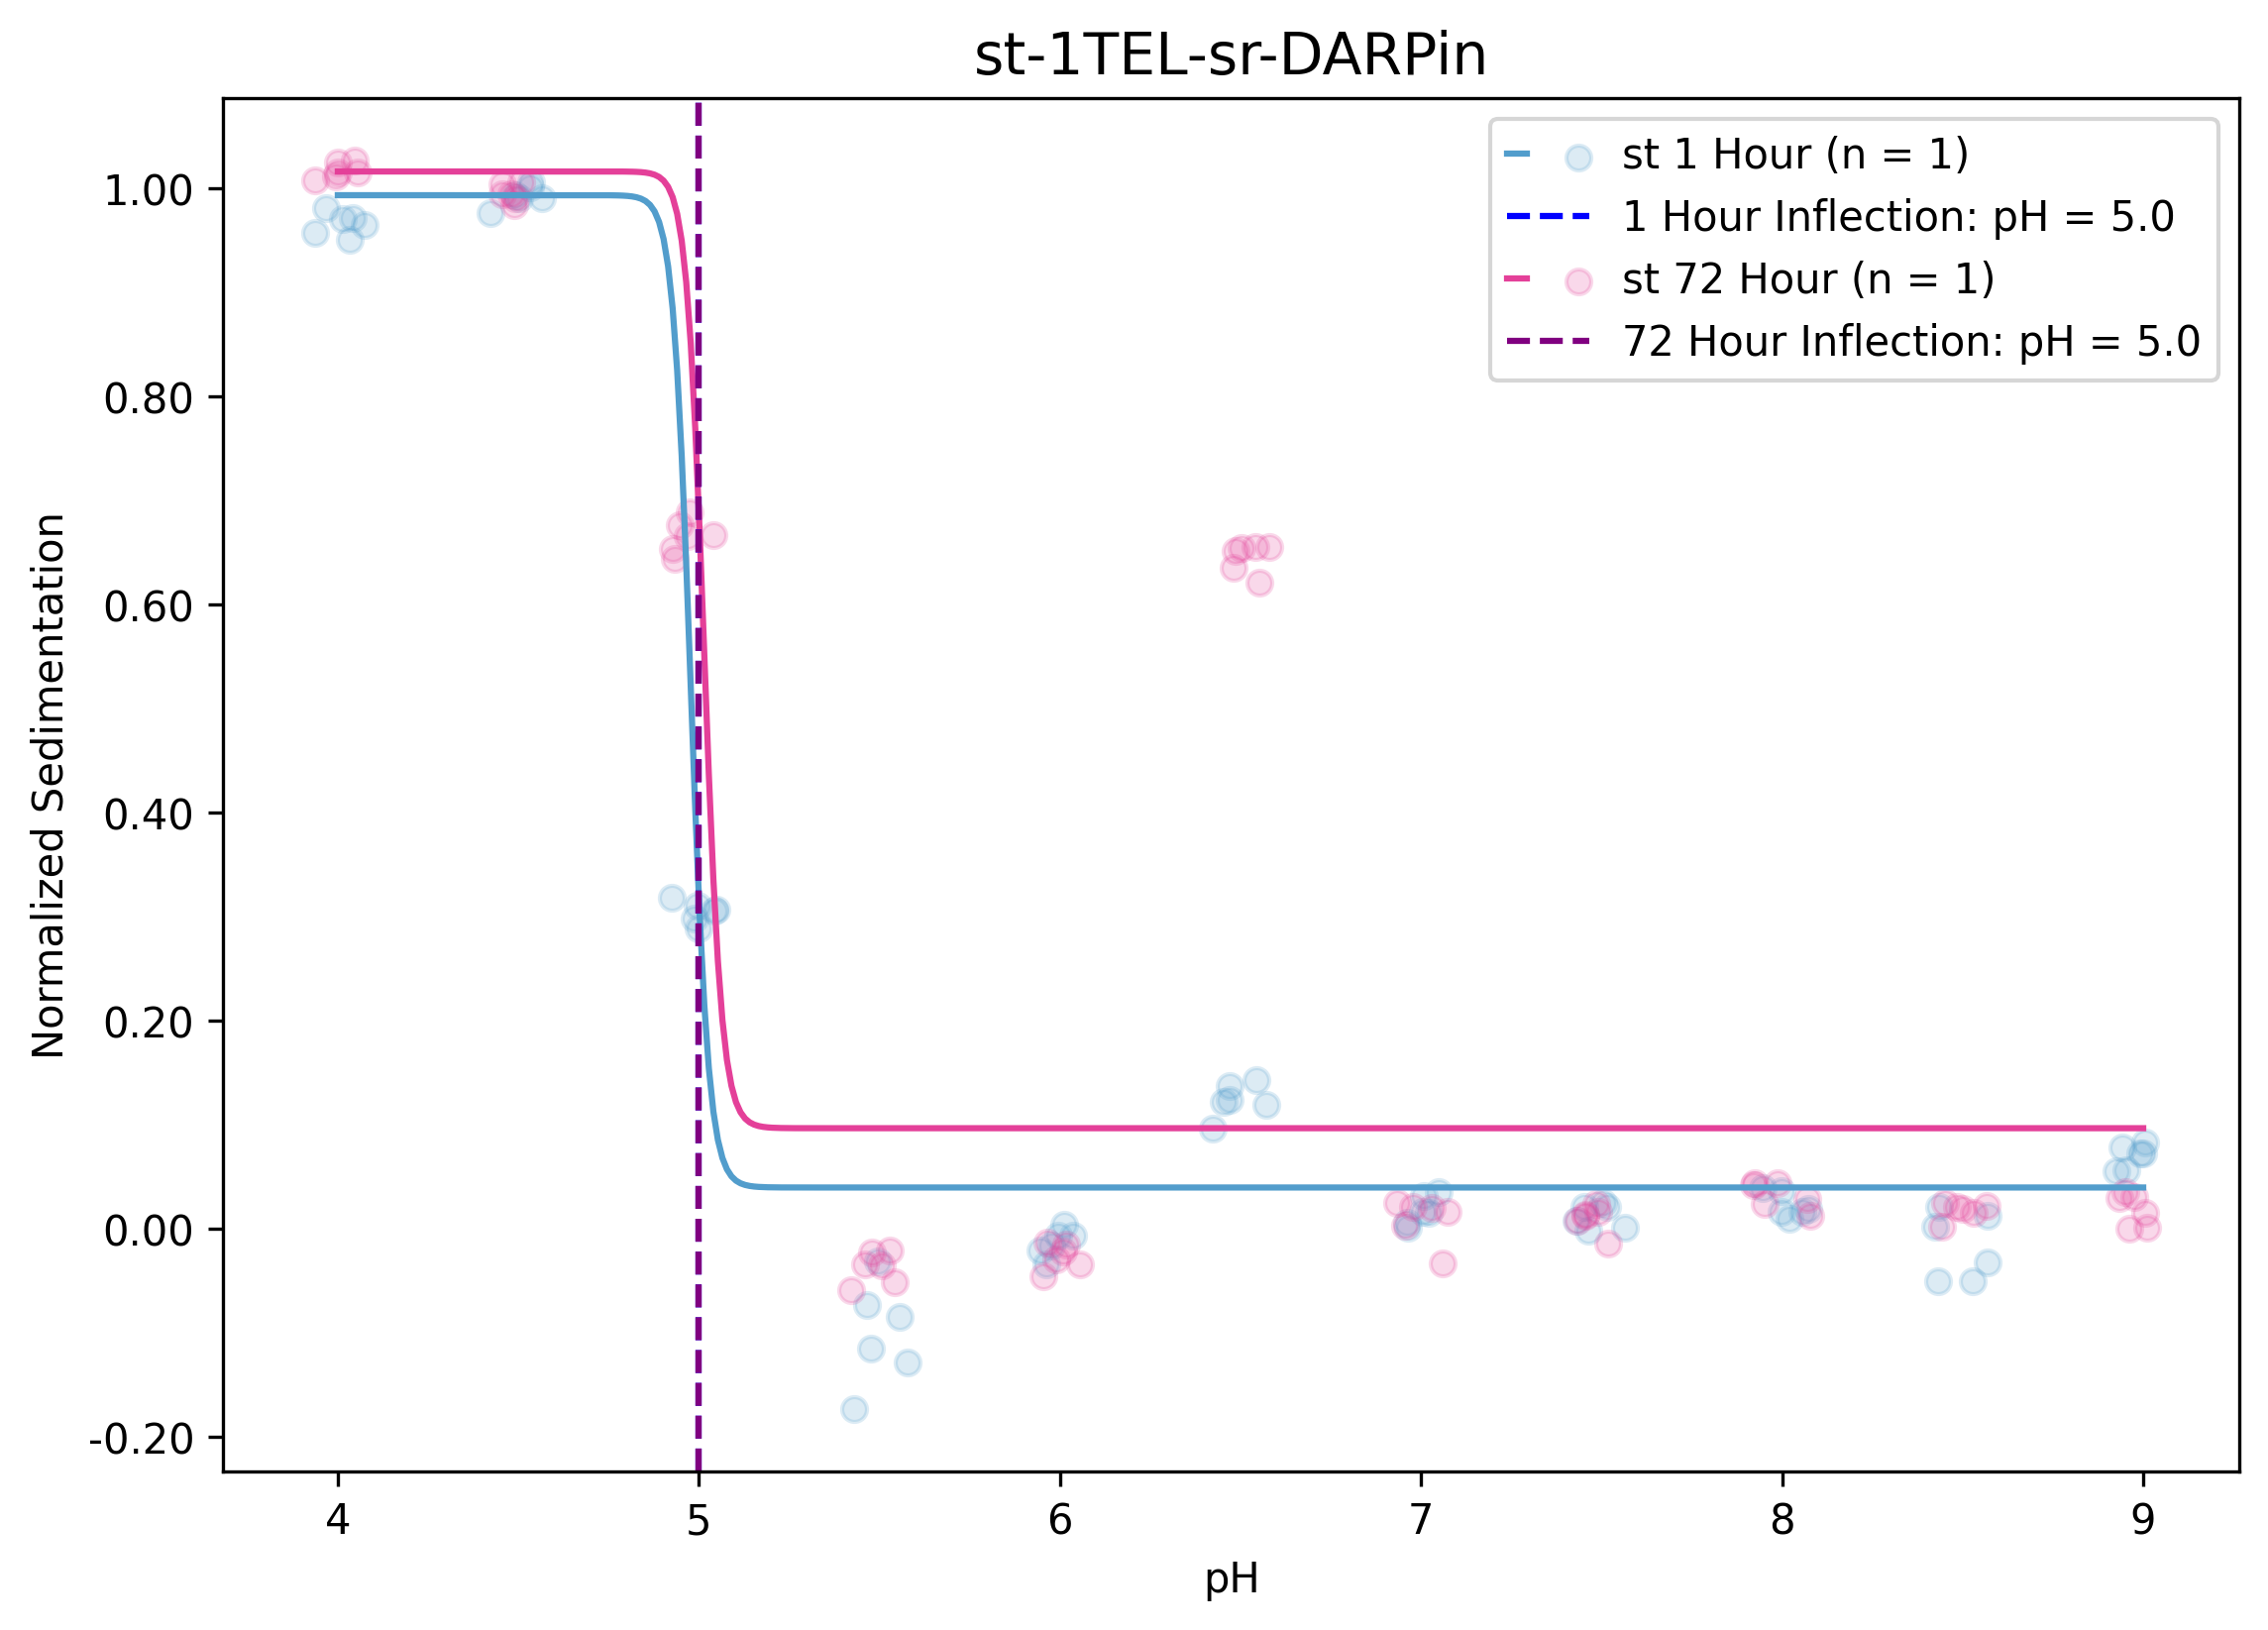 st-1TEL-sr-DARPin
st 1 Hour (n = 1)
1 Hour Inflection: pH = 5.0
st 72 Hour (n = 1)
72 Hour Inflection: pH = 5.0
Normalized Sedimentation
1.00
0.80
0.60
0.40
0.20
0.00
-0.20
4 5 6 7 8 9
pH